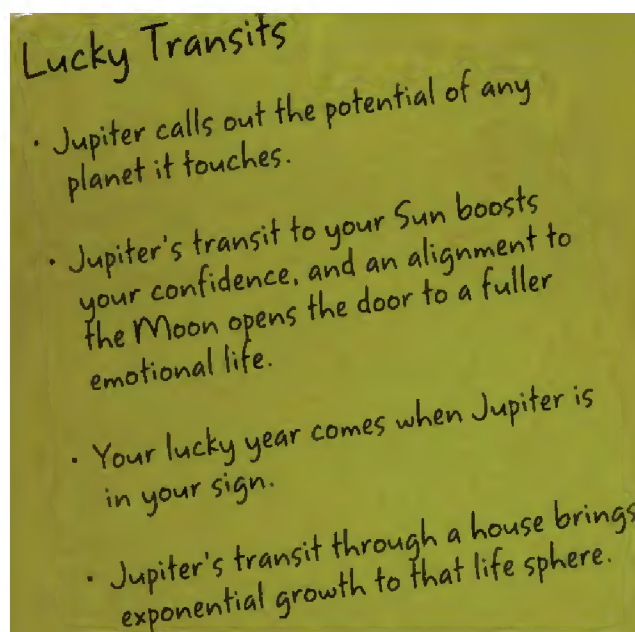 Lucky Transits
· Jupiter calls out the potential of any
planet it touches.
· Jupiter's transit to your Sun boosts
your confidence, and an alignment to
the Moon opens the door to a fuller
emotional life.
· Your lucky year comes when Jupiter is
in your sign.
· Jupiter's transit through a house brings
exponential growth to that life sphere.